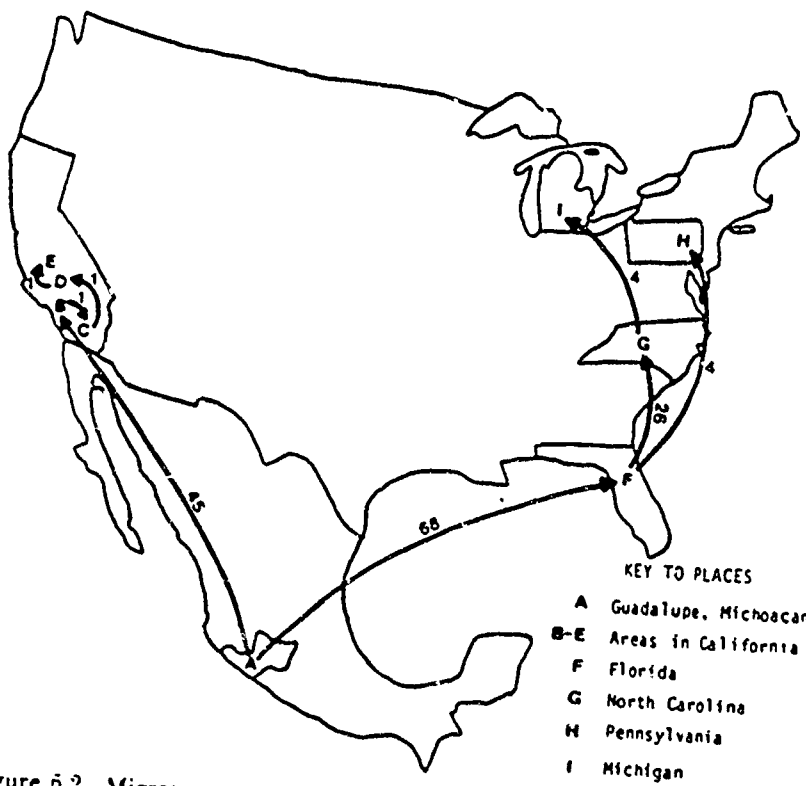 I
H
4
E
1 D 1
1
B
C
G
4
26
F
45
68
A
KEY TO PLACES
A Guadalupe, Michoacan
B-E Areas in California
F Florida
G North Carolina
H Pennsylvania
I Michigan